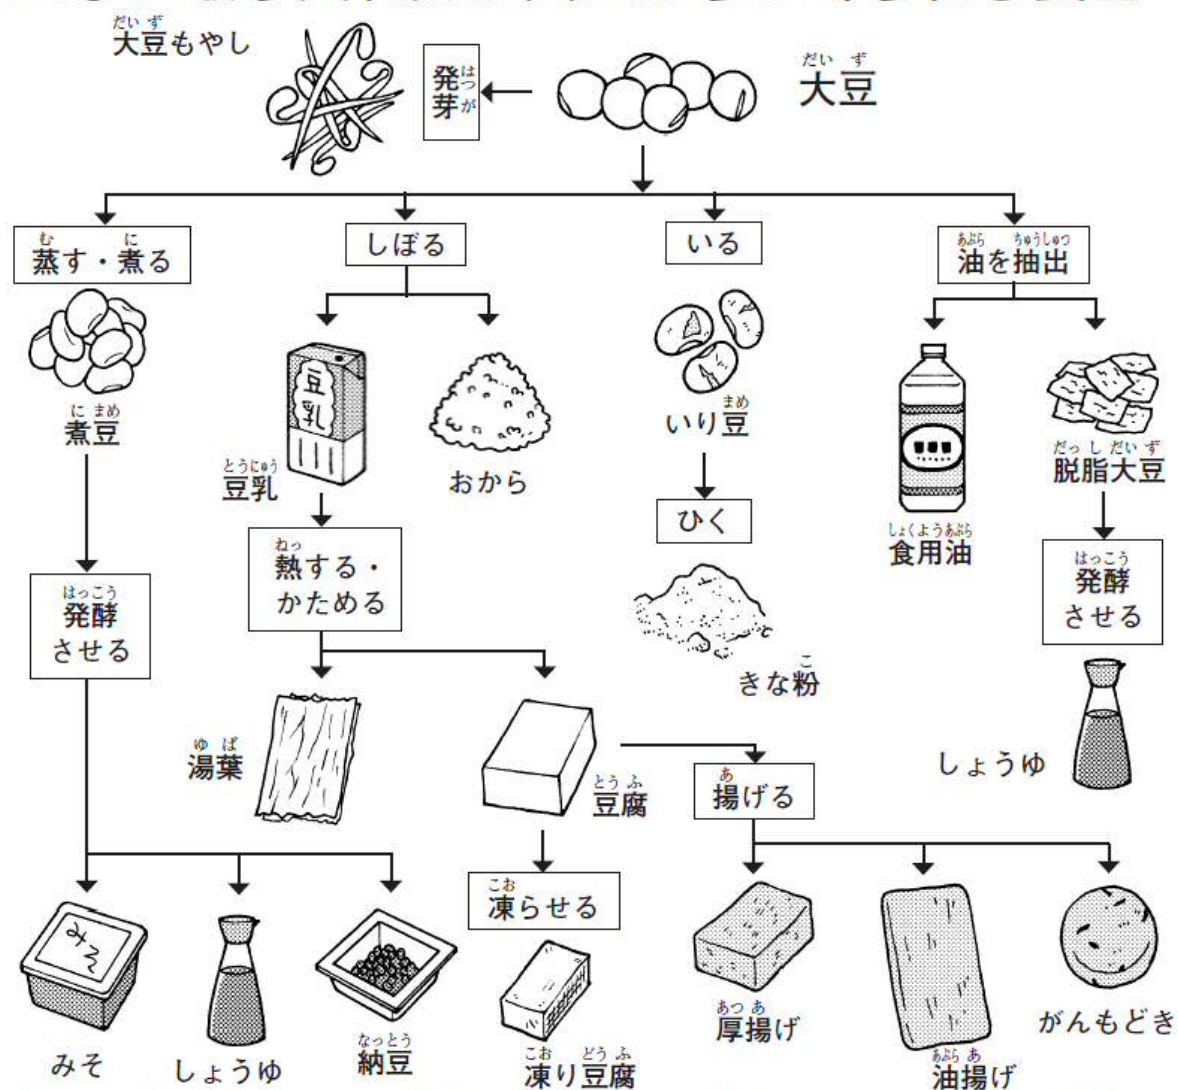 大豆もやし
発芽
大豆
蒸す・煮る
しぼる
いる
油を抽出
煮豆
豆乳
豆乳
おから
いり豆
食用油
脱脂大豆
ひく
熱する・
かためる
発酵
させる
発酵
させる
きな粉
湯葉
豆腐
揚げる
しょうゆ
凍らせる
みそ
みそ
しょうゆ
納豆
凍り豆腐
厚揚げ
油揚げ
がんもどき